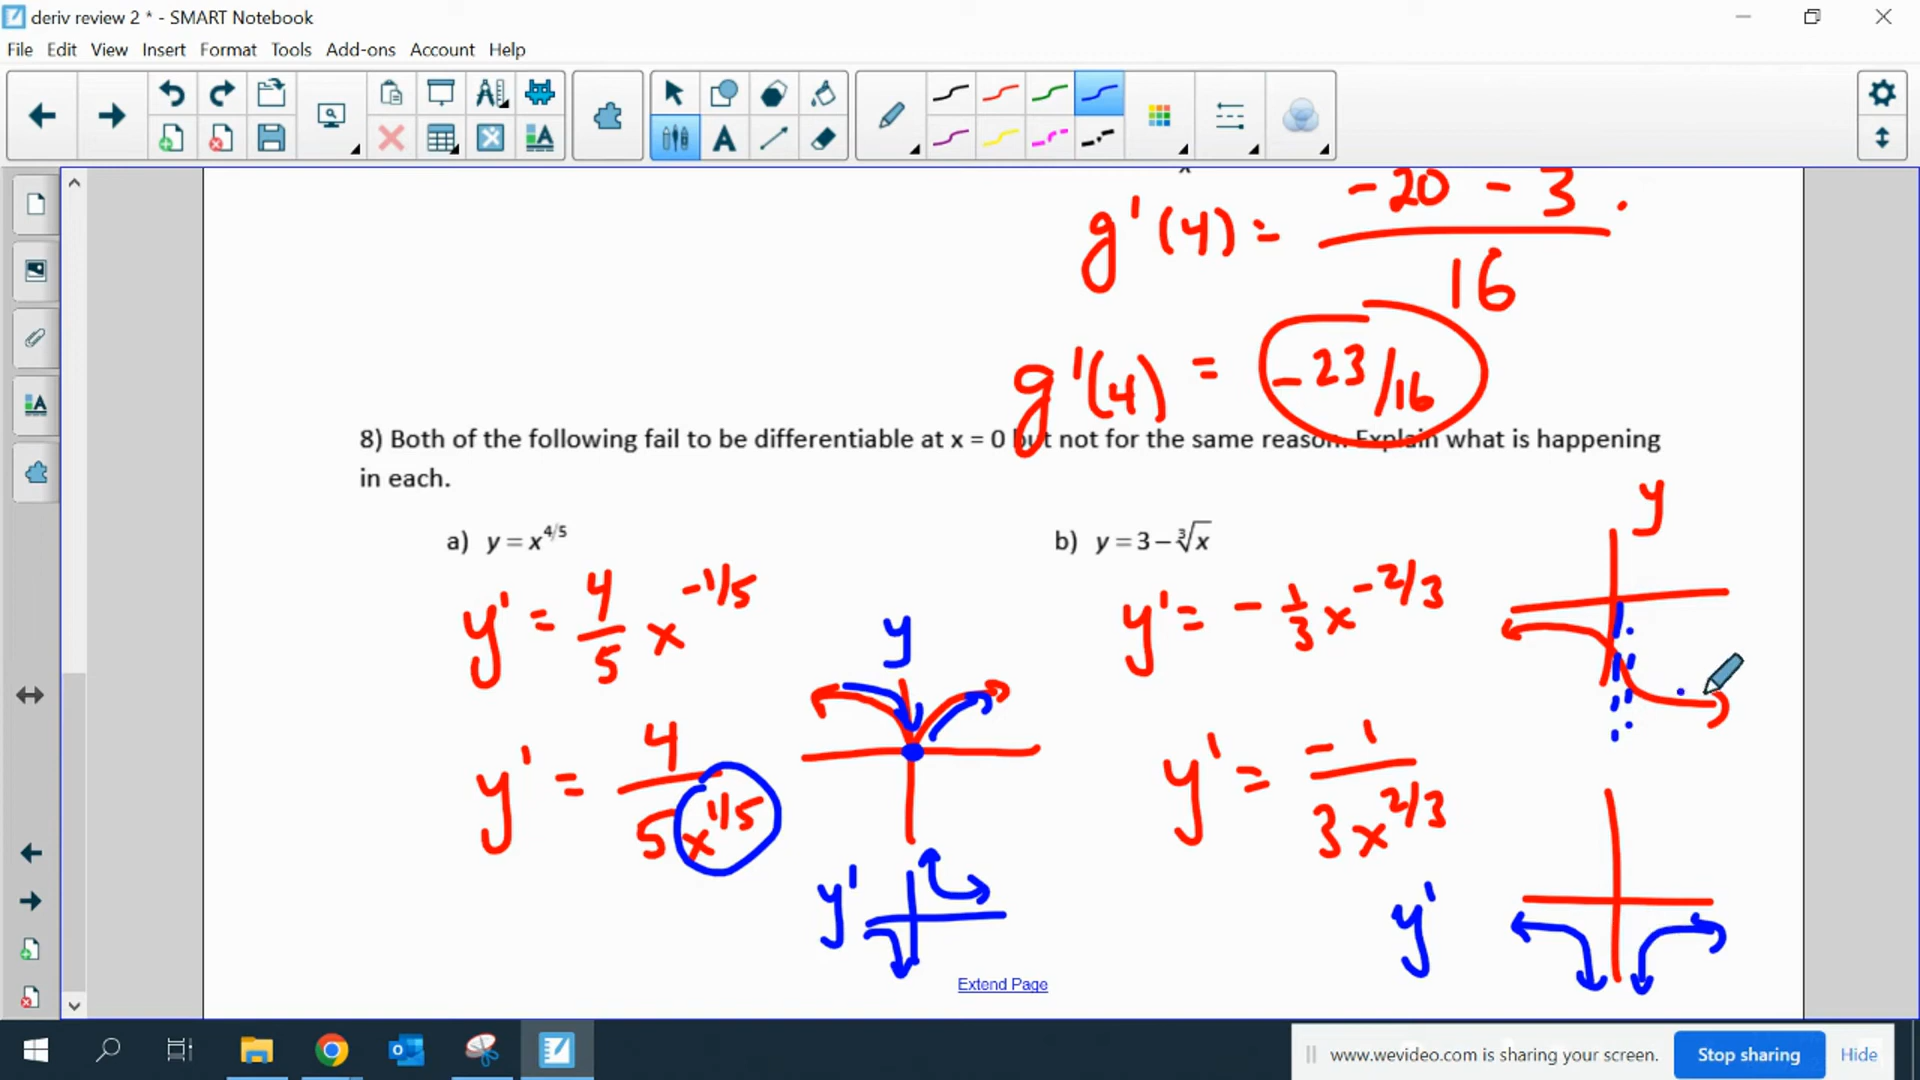 deriv review 2 * - SMART Notebook
File Edit View Insert Format Tools Add-ons Account Help
-20 - 3
g'(4) =
16
g'(4) = -23/16
8) Both of the following fail to be differentiable at x = 0 but not for the same reason. Explain what is happening
in each.
a) y = x^{4/5}
b) y = 3 - ∛x
y
y' = 4/5 x^{-1/5}
y' = - 1/3 x^{-2/3}
y
y' = 4/(5x^{1/5})
y' = -1/(3x^{2/3})
y'
y'
Extend Page
www.wevideo.com is sharing your screen.
Stop sharing
Hide